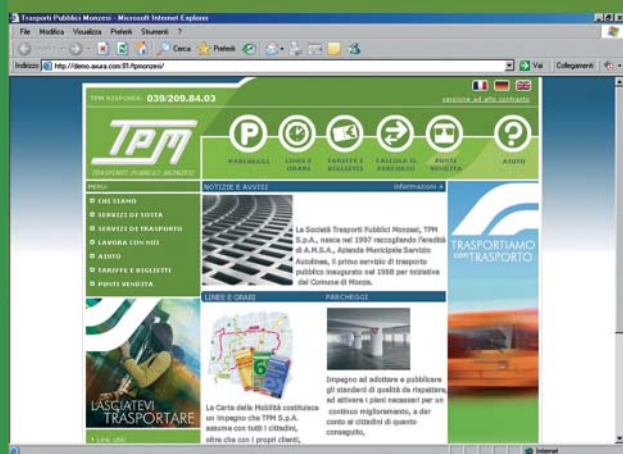 Trasporti Pubblici Monzesi - Microsoft Internet Explorer
File Modifica Visualizza Preferiti Strumenti ?
Indietro Cerca Preferiti
Indirizzo http://demo.axura.com:81/tpmonzesi/ Vai Collegamenti
TPM RISPONDE: 039/209.84.03
versione ad alto contrasto
TPM
TRASPORTI PUBBLICI MONZESI
PARCHEGGI
LINEE E ORARI
TARIFFE E BIGLIETTI
CALCOLA IL PERCORSO
PUNTI VENDITA
AIUTO
MENU:
CHI SIAMO
SERVIZI DI SOSTA
SERVIZI DI TRASPORTO
LAVORA CON NOI
AIUTO
TARIFFE E BIGLIETTI
PUNTI VENDITA
LASCIATEVI
TRASPORTARE
Link utili
NOTIZIE E AVVISI informazioni
La Società Trasporti Pubblici Monzesi, TPM
S.p.A., nasce nel 1997 raccogliendo l'eredità
di A.M.S.A., Azienda Municipale Servizio
Autolinee, il primo servizio di trasporto
pubblico inaugurato nel 1958 per iniziativa
del Comune di Monza.
LINEE E ORARI
La Carta della Mobilità costituisce
un impegno che TPM S.p.A.
assume con tutti i cittadini,
oltre che con i propri clienti,
PARCHEGGI
Impegno ad adottare e pubblicare
gli standard di qualità da rispettare,
ad attivare i piani necessari per un
continuo miglioramento, a dar
conto ai cittadini di quanto
conseguito,
TRASPORTIAMO
con TRASPORTO
Internet